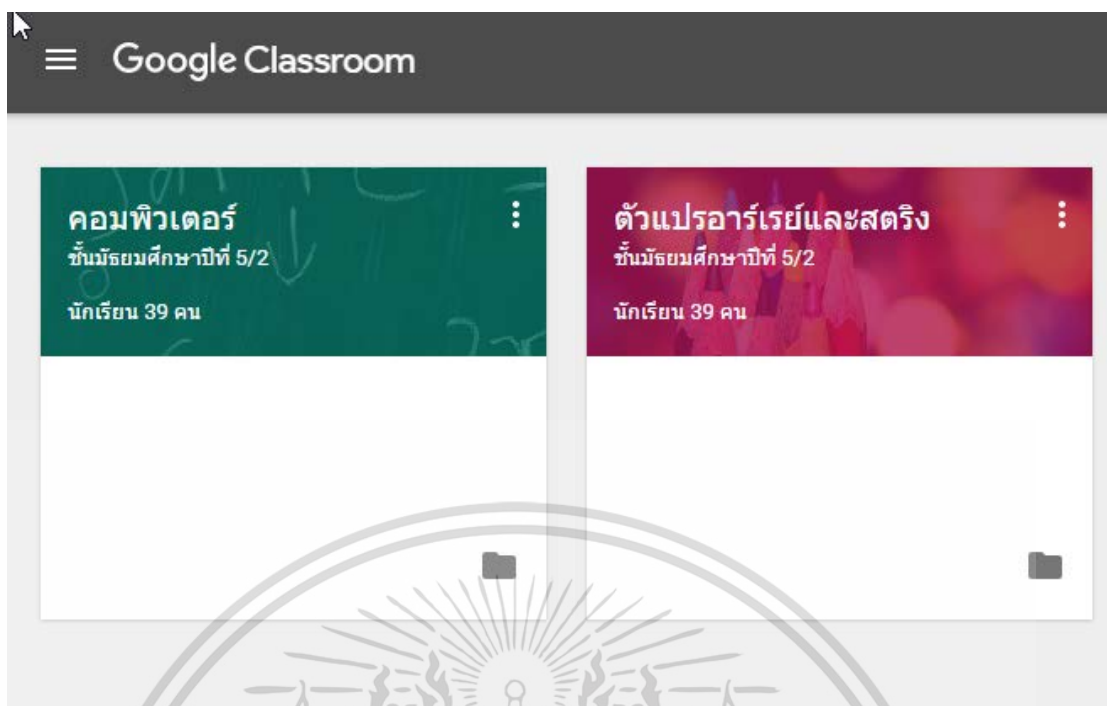 Google Classroom
คอมพิวเตอร์
ชั้นมัธยมศึกษาปีที่ 5/2
นักเรียน 39 คน
ตัวแปรอาร์เรย์และสตริง
ชั้นมัธยมศึกษาปีที่ 5/2
นักเรียน 39 คน